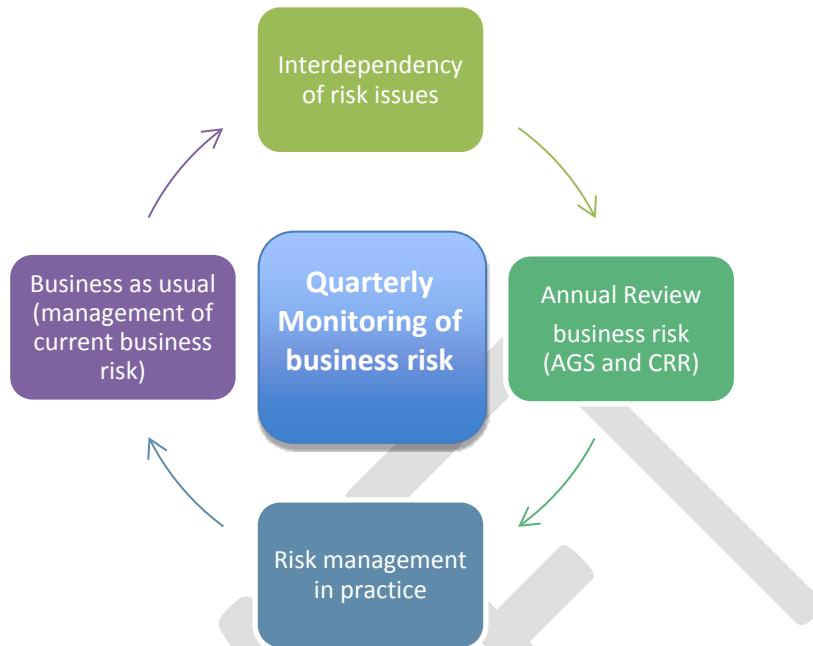 Interdependency
of risk issues
Business as usual
(management of
current business
risk)
Quarterly
Monitoring of
business risk
Annual Review
business risk
(AGS and CRR)
Risk management
in practice